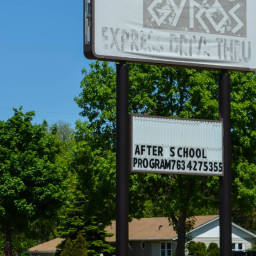 GYROS
EXPRESS DRIVE THRU
AFTER SCHOOL
PROGRAM7634275355